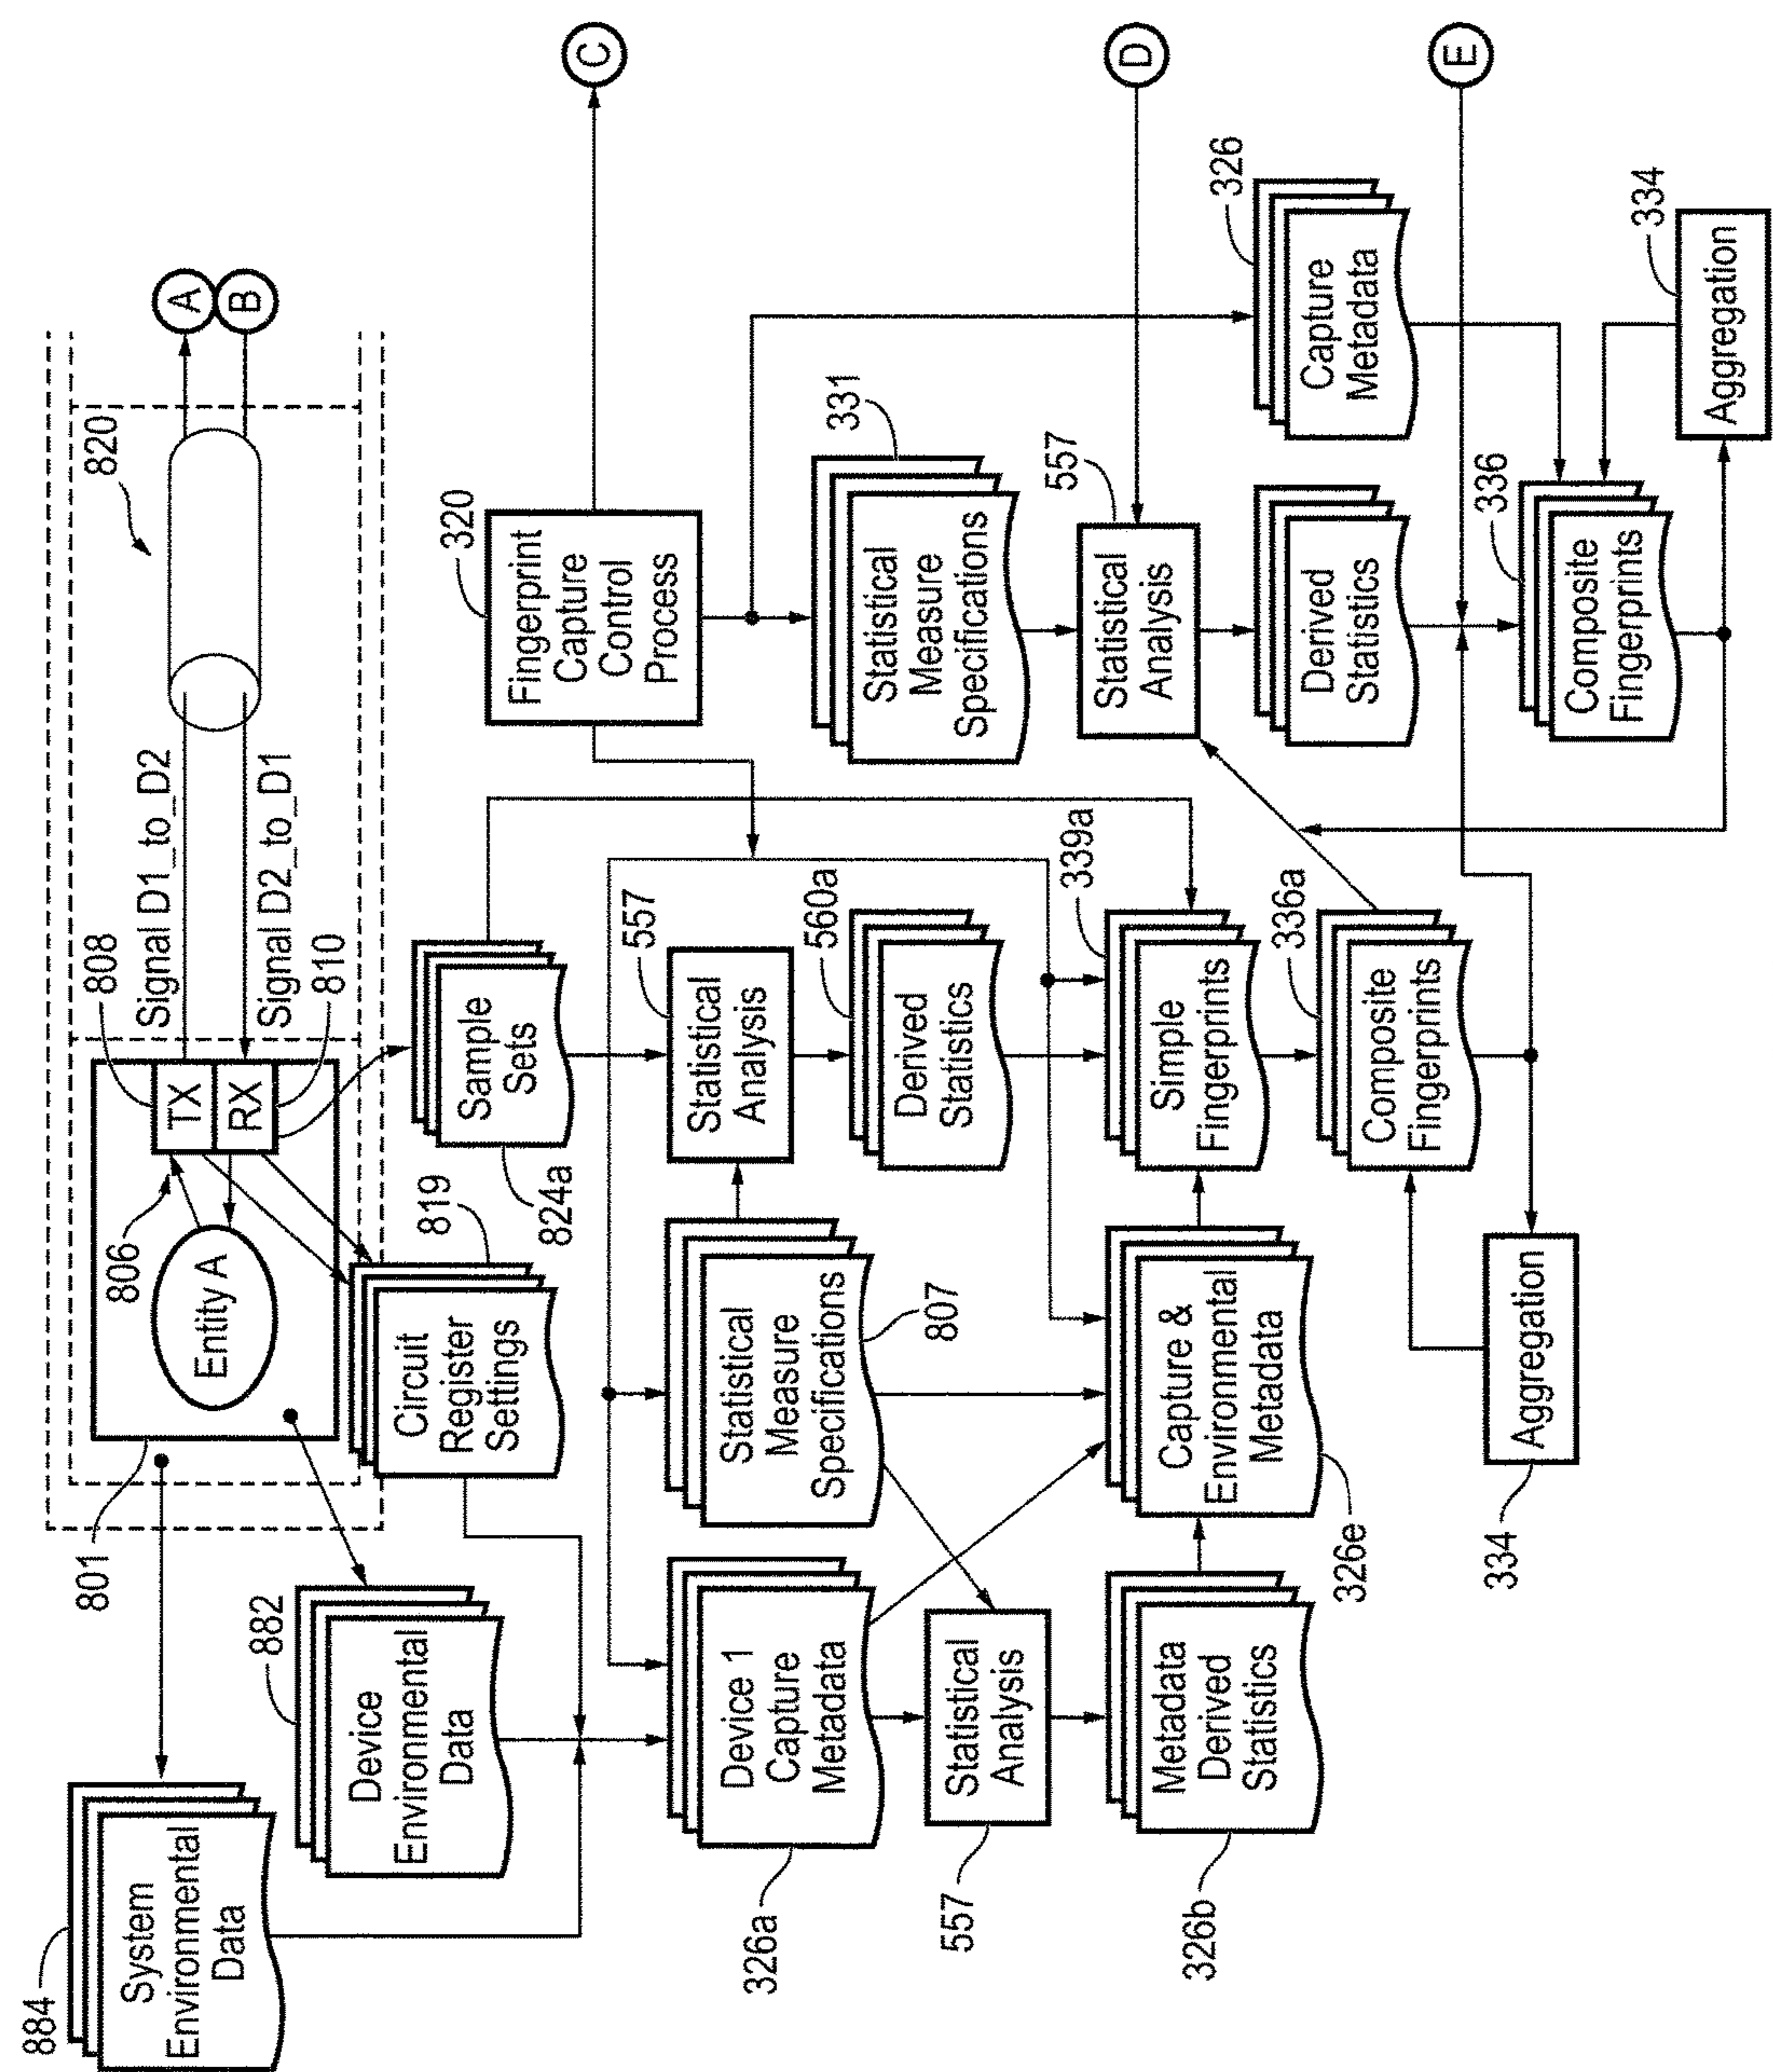 884
System
Environmental
Data
801
882
Device
Environmental
Data
806
Entity A
808
TX
RX
810
Signal D1_to_D2
Signal D2_to_D1
820
A
B
819
Circuit
Register
Settings
824a
Sample
Sets
320
Fingerprint
Capture
Control
Process
C
326a
Device 1
Capture
Metadata
807
Statistical
Measure
Specifications
557
Statistical
Analysis
560a
Derived
Statistics
331
Statistical
Measure
Specifications
557
Statistical
Analysis
557
Statistical
Analysis
D
326b
Metadata
Derived
Statistics
326e
Capture &
Environmental
Metadata
339a
Simple
Fingerprints
Derived
Statistics
326
Capture
Metadata
336a
Composite
Fingerprints
E
336
Composite
Fingerprints
334
Aggregation
334
Aggregation